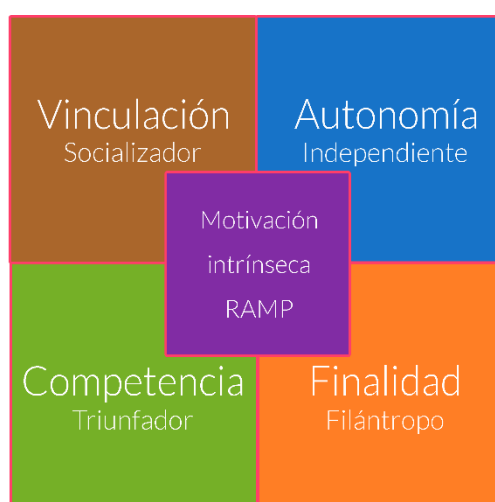 Vinculación
Socializador
Autonomía
Independiente
Motivación
intrínseca
RAMP
Competencia
Triunfador
Finalidad
Filántropo